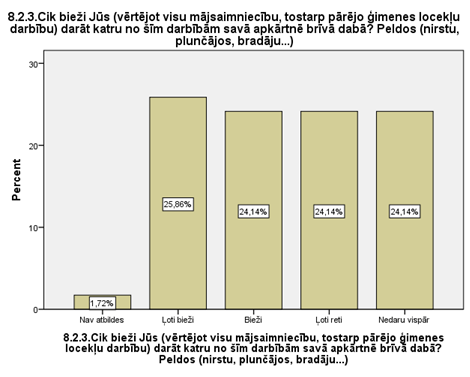 8.2.3.Cik bieži Jūs (vērtējot visu mājsaimniecību, tostarp pārējo ģimenes locekļu
darbību) darāt katru no šīm darbībām savā apkārtnē brīvā dabā? Peldos (nirstu,
plunčājos, bradāju...)
Percent
30
20
10
0
1,72%
25,86%
24,14%
24,14%
24,14%
Nav atbildes
Ļoti bieži
Bieži
Ļoti reti
Nedaru vispār
8.2.3.Cik bieži Jūs (vērtējot visu mājsaimniecību, tostarp pārējo ģimenes
locekļu darbību) darāt katru no šīm darbībām savā apkārtnē brīvā dabā?
Peldos (nirstu, plunčājos, bradāju...)